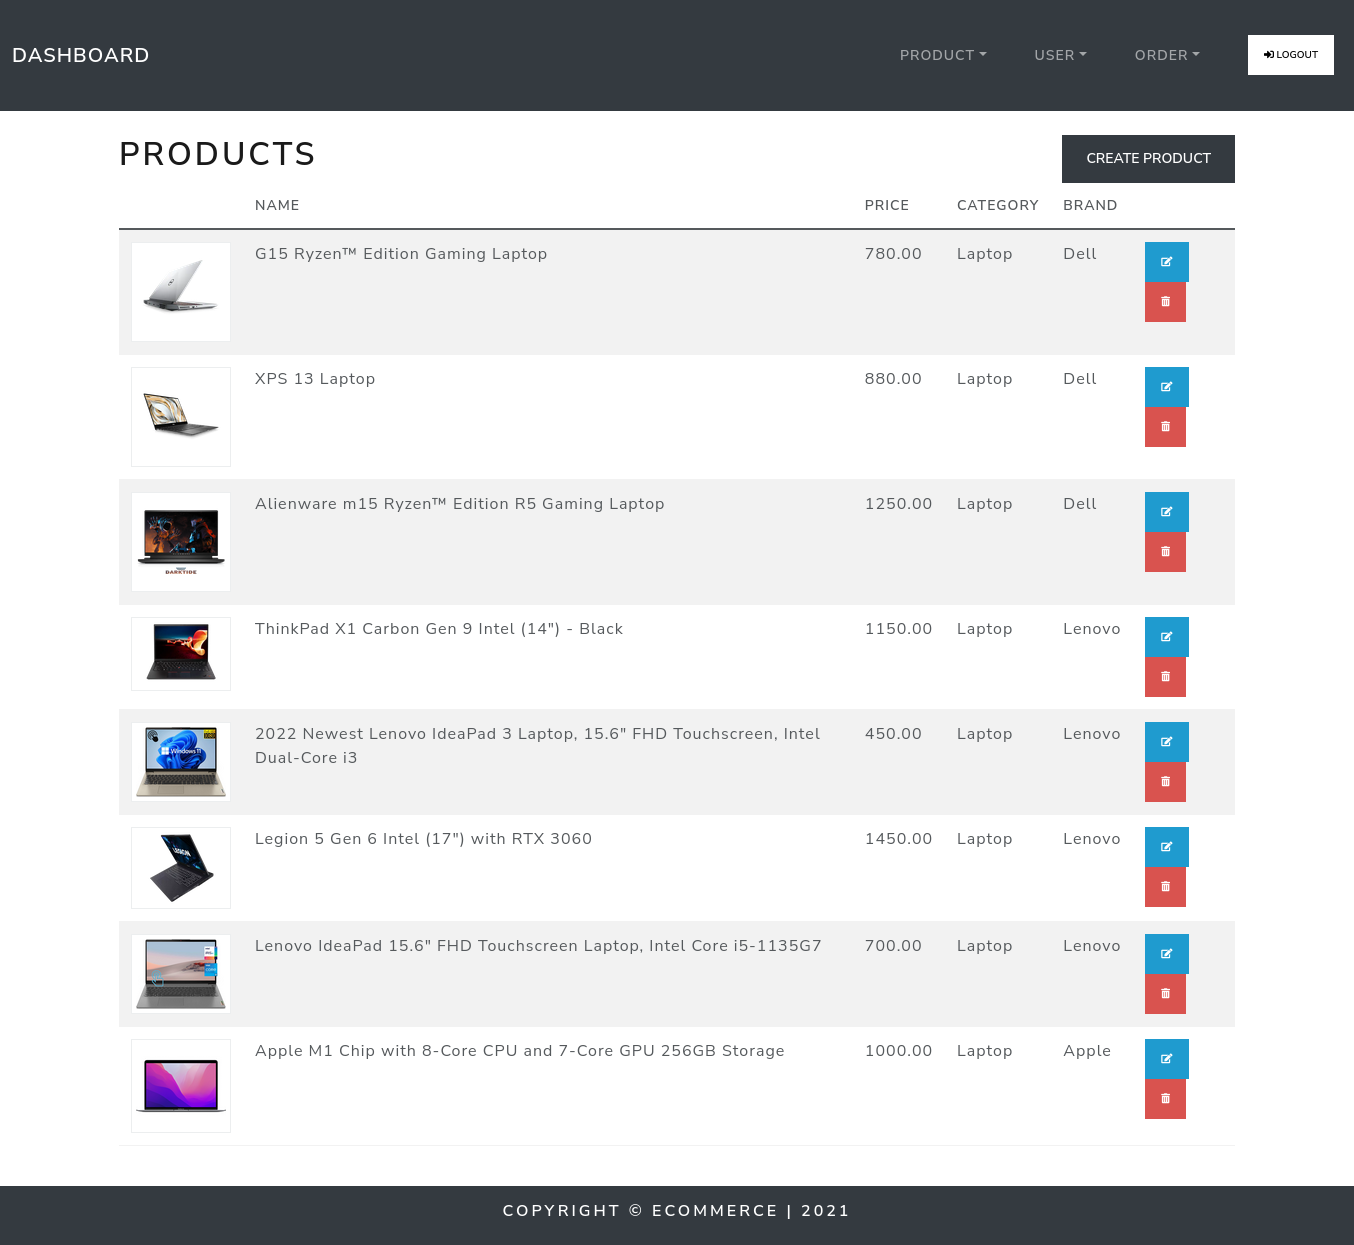 DASHBOARD
PRODUCT
USER
ORDER
LOGOUT
PRODUCTS
CREATE PRODUCT
NAME PRICE CATEGORY BRAND
G15 Ryzen™ Edition Gaming Laptop 780.00 Laptop Dell
XPS 13 Laptop 880.00 Laptop Dell
Alienware m15 Ryzen™ Edition R5 Gaming Laptop 1250.00 Laptop Dell
DARKTIDE
ThinkPad X1 Carbon Gen 9 Intel (14") - Black 1150.00 Laptop Lenovo
2022 Newest Lenovo IdeaPad 3 Laptop, 15.6" FHD Touchscreen, Intel 450.00 Laptop Lenovo
Dual-Core i3
Windows 11
Legion 5 Gen 6 Intel (17") with RTX 3060 1450.00 Laptop Lenovo
LEGION
Lenovo IdeaPad 15.6" FHD Touchscreen Laptop, Intel Core i5-1135G7 700.00 Laptop Lenovo
Apple M1 Chip with 8-Core CPU and 7-Core GPU 256GB Storage 1000.00 Laptop Apple
COPYRIGHT © ECOMMERCE | 2021